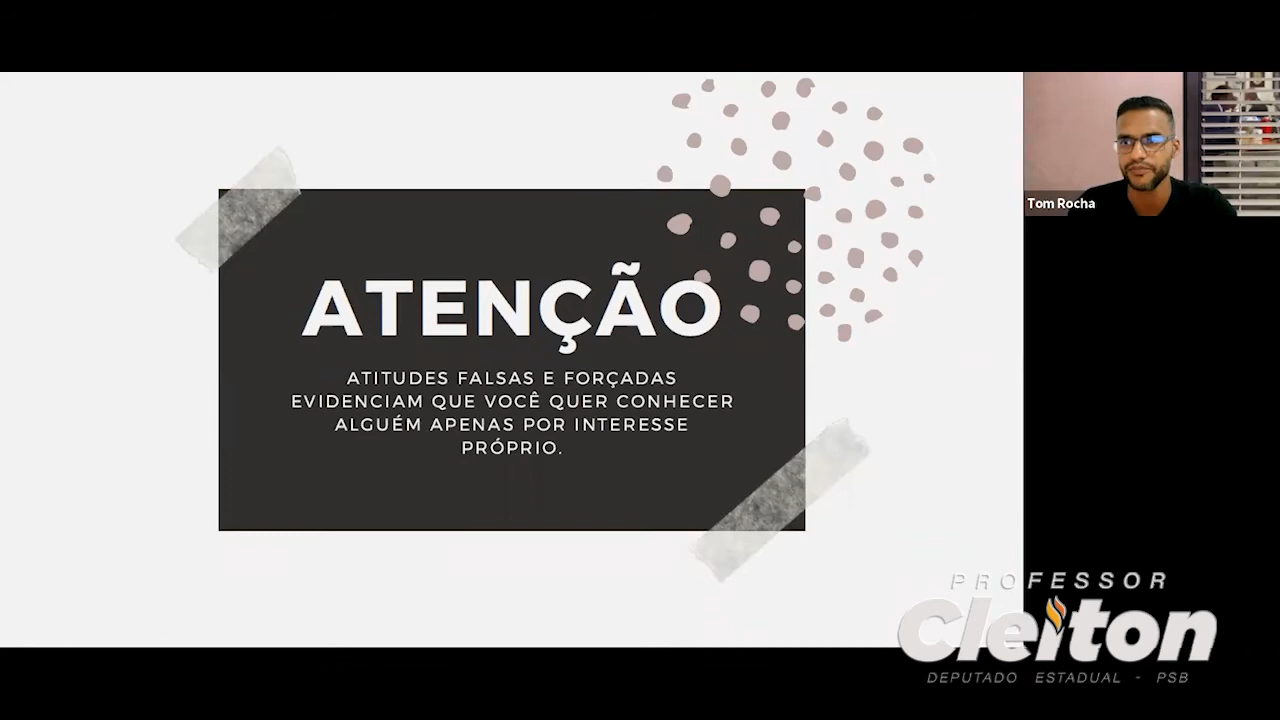 ATENÇÃO
ATITUDES FALSAS E FORÇADAS
EVIDENCIAM QUE VOCÊ QUER CONHECER
ALGUÉM APENAS POR INTERESSE
PRÓPRIO.
Tom Rocha
PROFESSOR
Cleiton
DEPUTADO ESTADUAL - PSB